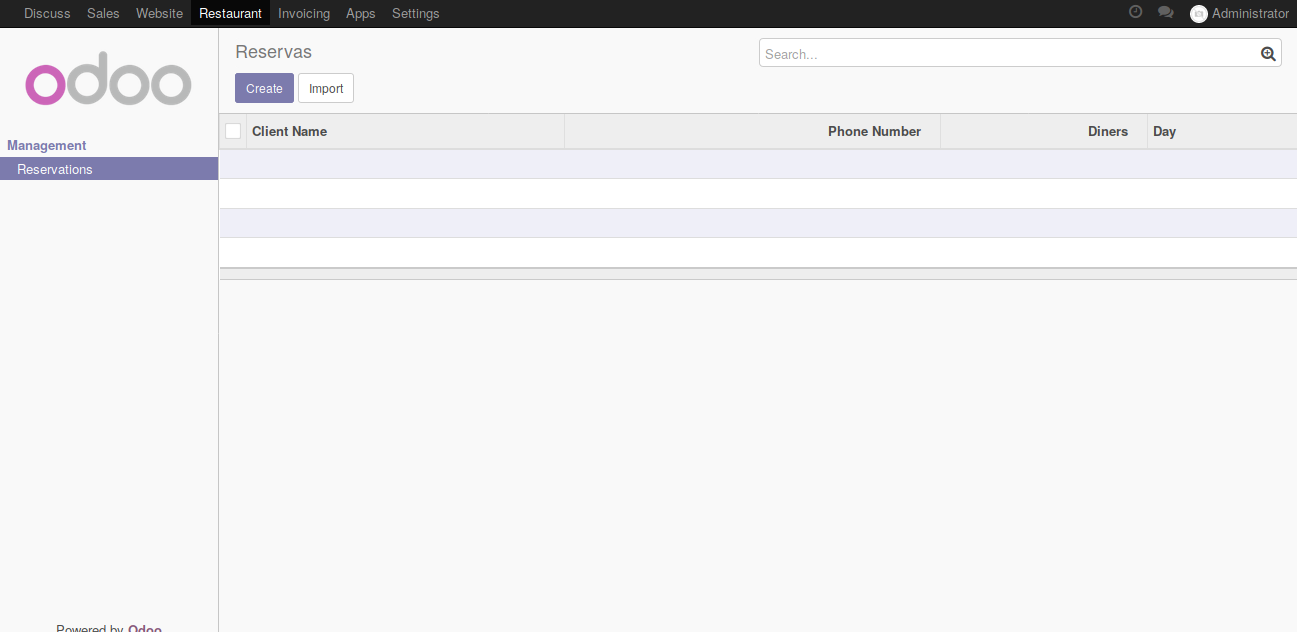 Discuss Sales Website Restaurant Invoicing Apps Settings Administrator
odoo
Management
Reservations
Powered by Odoo
Reservas
Search...
Create Import
Client Name Phone Number Diners Day